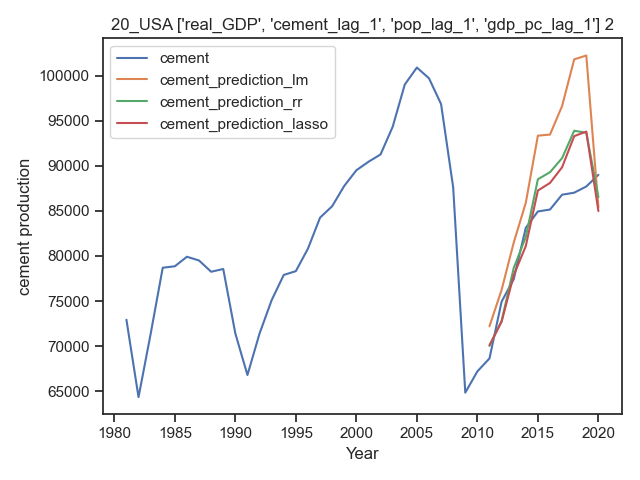 20_USA ['real_GDP', 'cement_lag_1', 'pop_lag_1', 'gdp_pc_lag_1'] 2
cement
cement_prediction_lm
cement_prediction_rr
cement_prediction_lasso
cement production
100000
95000
90000
85000
80000
75000
70000
65000
1980 1985 1990 1995 2000 2005 2010 2015 2020
Year